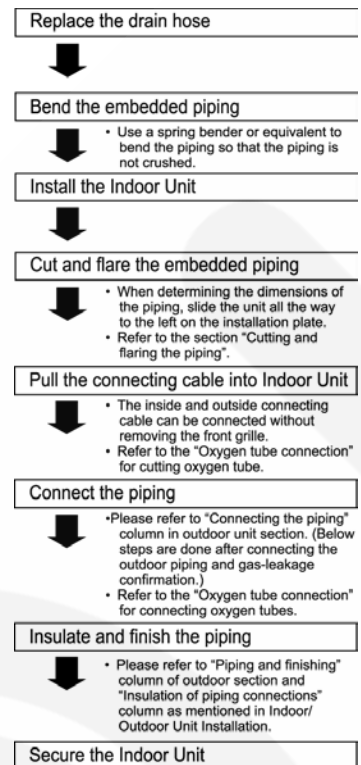 Replace the drain hose
Bend the embedded piping
• Use a spring bender or equivalent to
bend the piping so that the piping is
not crushed.
Install the Indoor Unit
Cut and flare the embedded piping
• When determining the dimensions of
the piping, slide the unit all the way
to the left on the installation plate.
• Refer to the section “Cutting and
flaring the piping”.
Pull the connecting cable into Indoor Unit
• The inside and outside connecting
cable can be connected without
removing the front grille.
• Refer to the “Oxygen tube connection”
for cutting oxygen tube.
Connect the piping
•Please refer to “Connecting the piping”
column in outdoor unit section. (Below
steps are done after connecting the
outdoor piping and gas-leakage
confirmation.)
• Refer to the “Oxygen tube connection”
for connecting oxygen tubes.
Insulate and finish the piping
• Please refer to “Piping and finishing”
column of outdoor section and
“Insulation of piping connections”
column as mentioned in Indoor/
Outdoor Unit Installation.
Secure the Indoor Unit